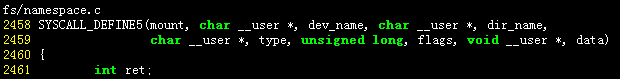 fs/namespace.c
2458 SYSCALL_DEFINE5(mount, char __user *, dev_name, char __user *, dir_name,
2459 char __user *, type, unsigned long, flags, void __user *, data)
2460 {
2461 int ret;